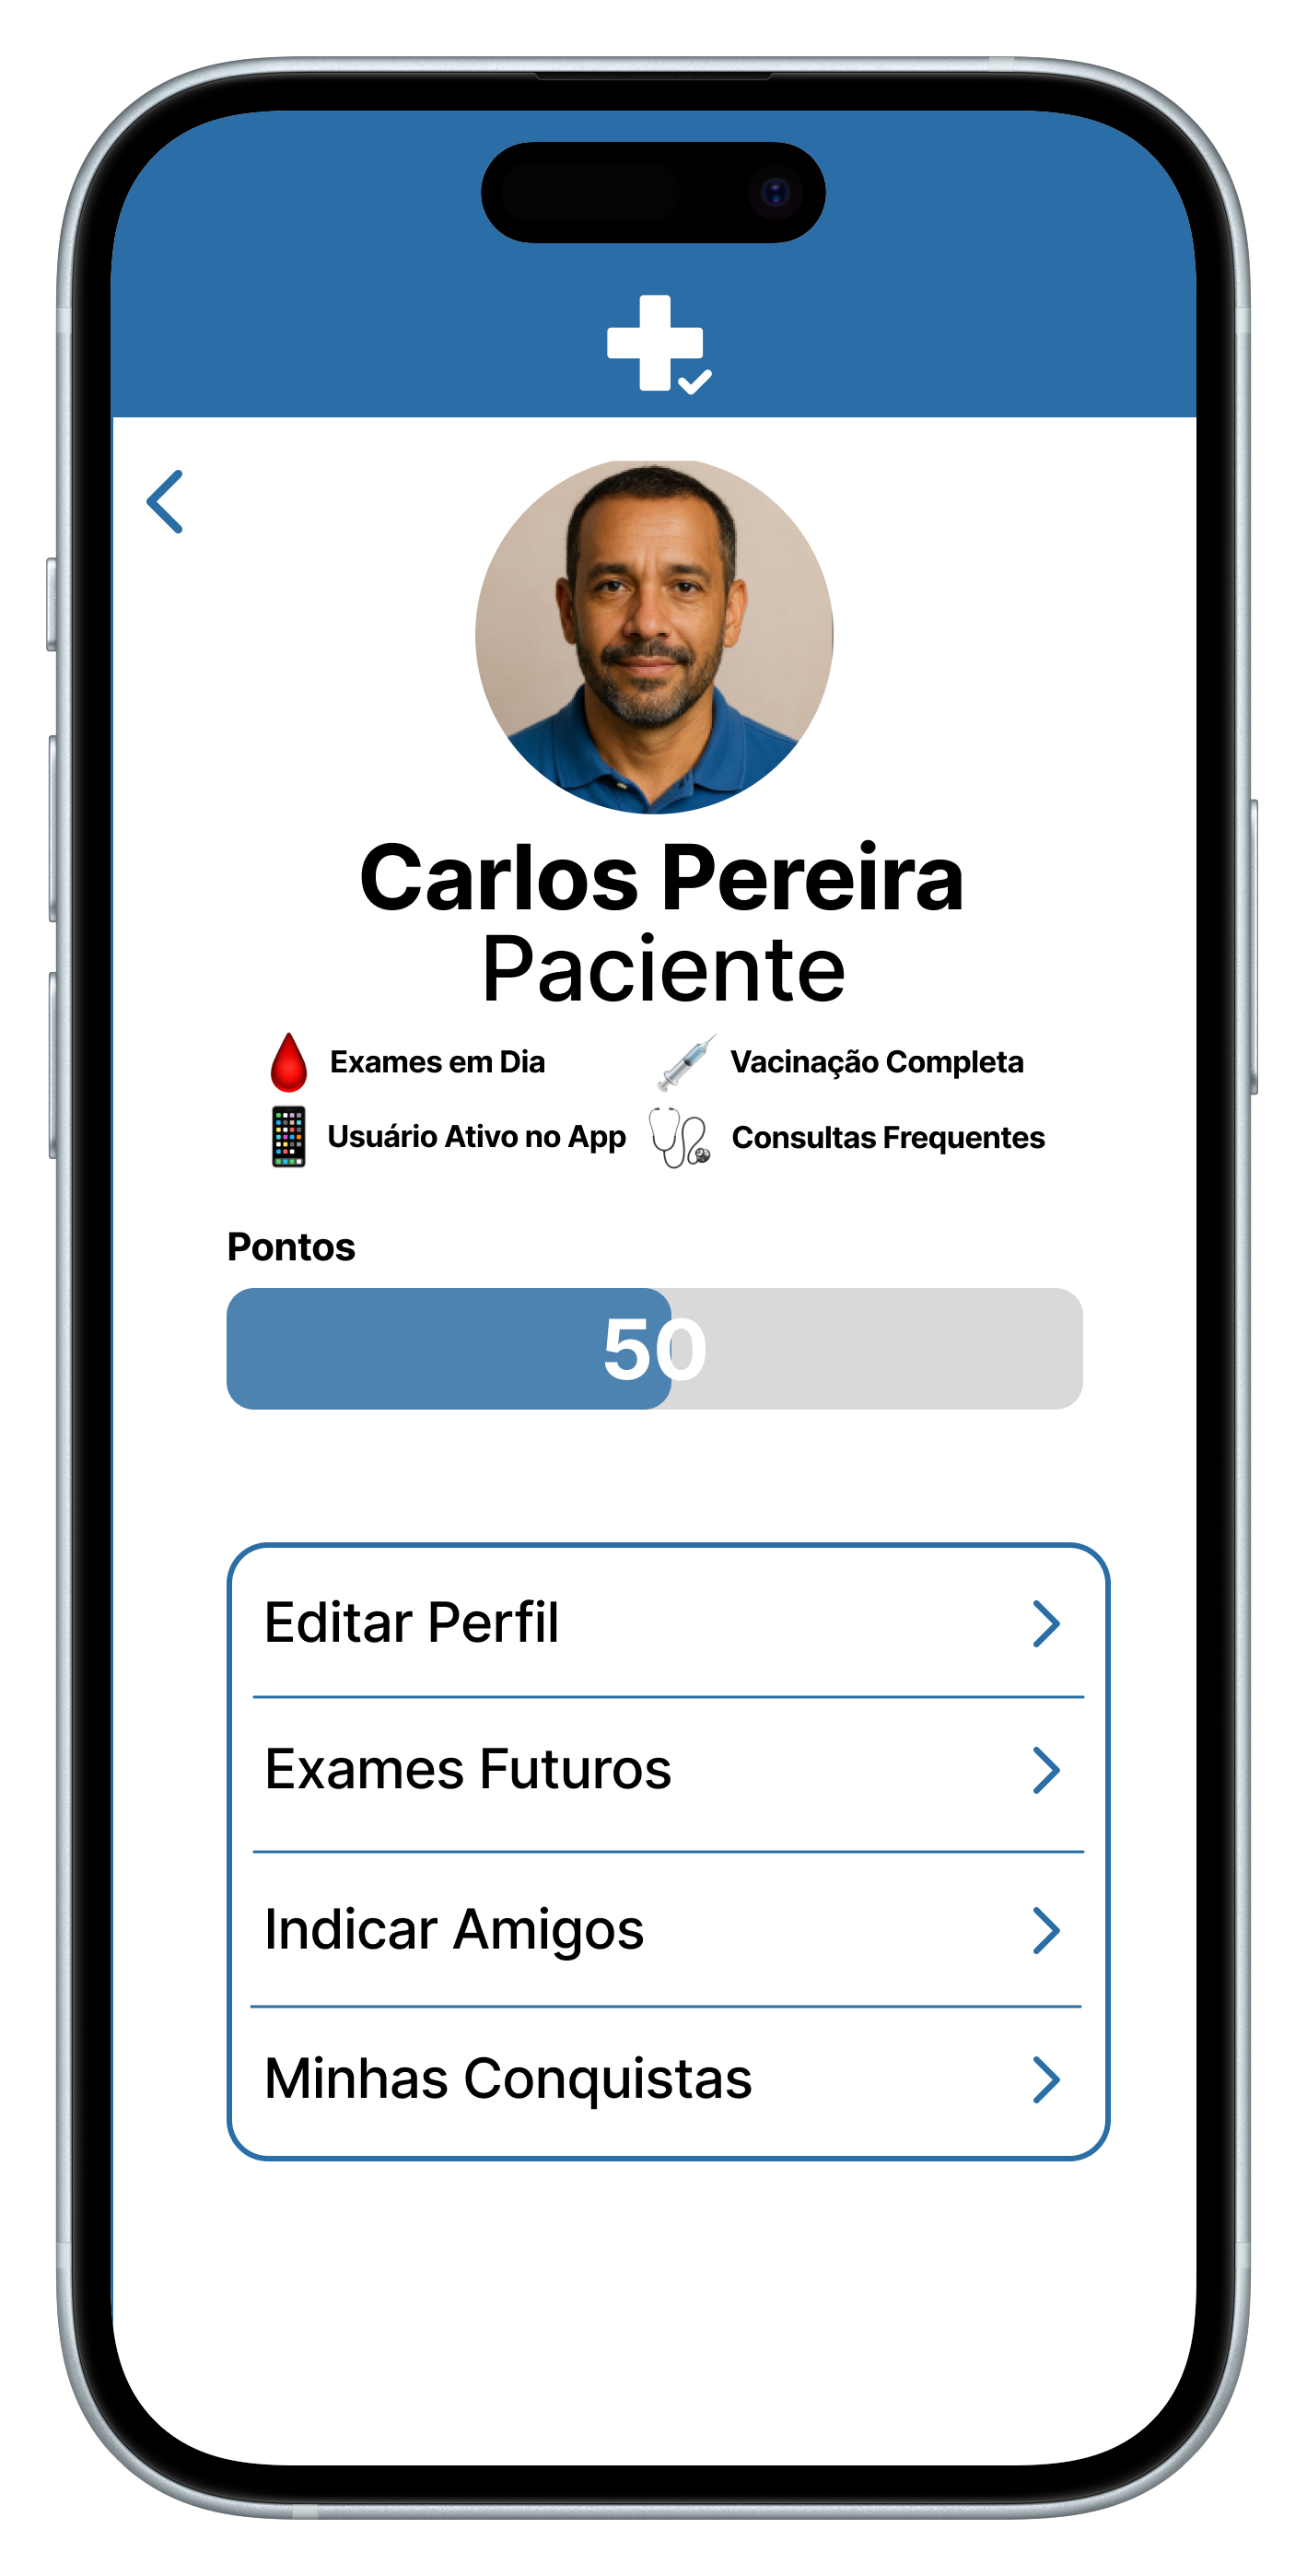 Carlos Pereira
Paciente
Exames em Dia
Vacinação Completa
Usuário Ativo no App
Consultas Frequentes
Pontos
50
Editar Perfil
Exames Futuros
Indicar Amigos
Minhas Conquistas